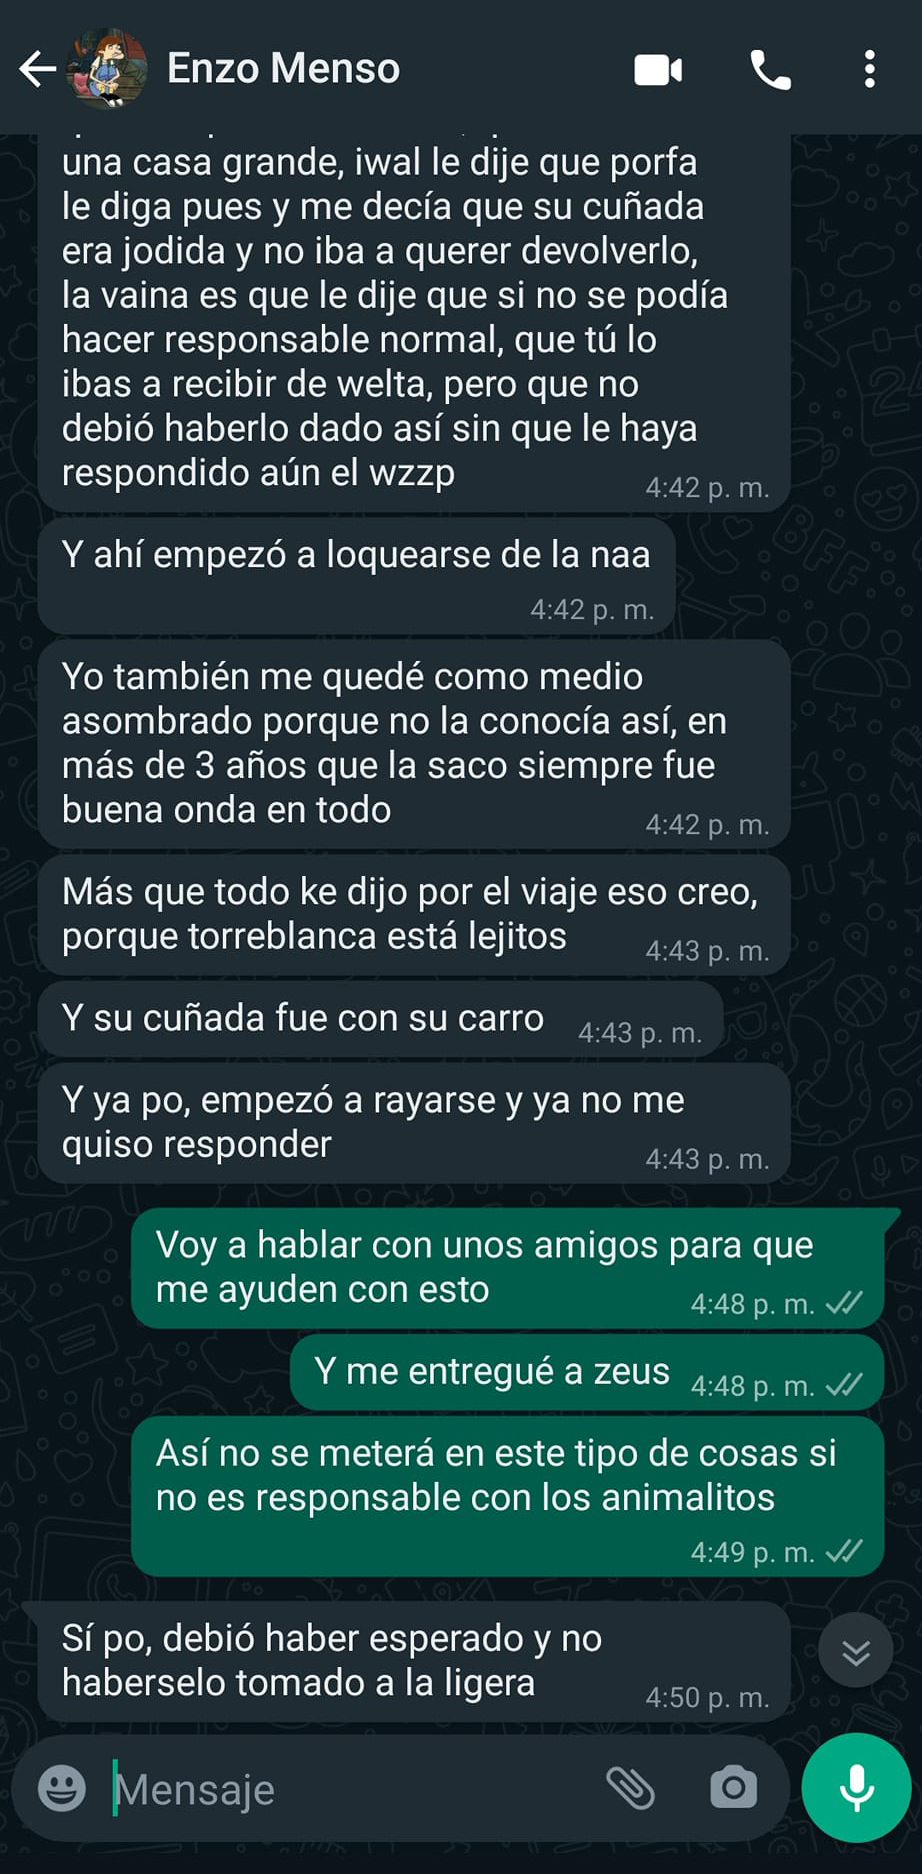 Enzo Menso
una casa grande, iwal le dije que porfa
le diga pues y me decía que su cuñada
era jodida y no iba a querer devolverlo,
la vaina es que le dije que si no se podía
hacer responsable normal, que tú lo
ibas a recibir de welta, pero que no
debió haberlo dado así sin que le haya
respondido aún el wzzp
4:42 p. m.
Y ahí empezó a loquearse de la naa
4:42 p. m.
Yo también me quedé como medio
asombrado porque no la conocía así, en
más de 3 años que la saco siempre fue
buena onda en todo
4:42 p. m.
Más que todo ke dijo por el viaje eso creo,
porque torreblanca está lejitos
4:43 p. m.
Y su cuñada fue con su carro
4:43 p. m.
Y ya po, empezó a rayarse y ya no me
quiso responder
4:43 p. m.
Voy a hablar con unos amigos para que
me ayuden con esto
4:48 p. m.
Y me entregué a zeus
4:48 p. m.
Así no se meterá en este tipo de cosas si
no es responsable con los animalitos
4:49 p. m.
Sí po, debió haber esperado y no
haberselo tomado a la ligera
4:50 p. m.
Mensaje